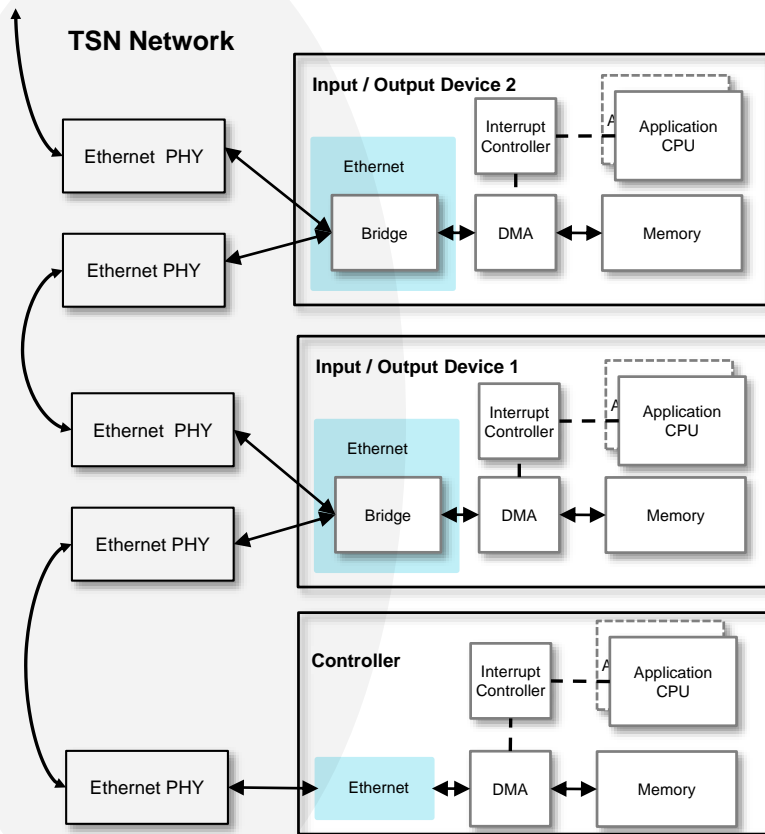 TSN Network
Input / Output Device 2
Ethernet PHY
Ethernet PHY
Ethernet
Bridge
Interrupt
Controller
DMA
A
Application
CPU
Memory
Input / Output Device 1
Ethernet PHY
Ethernet PHY
Ethernet
Bridge
Interrupt
Controller
DMA
A
Application
CPU
Memory
Controller
Ethernet PHY
Ethernet
Interrupt
Controller
DMA
A
Application
CPU
Memory